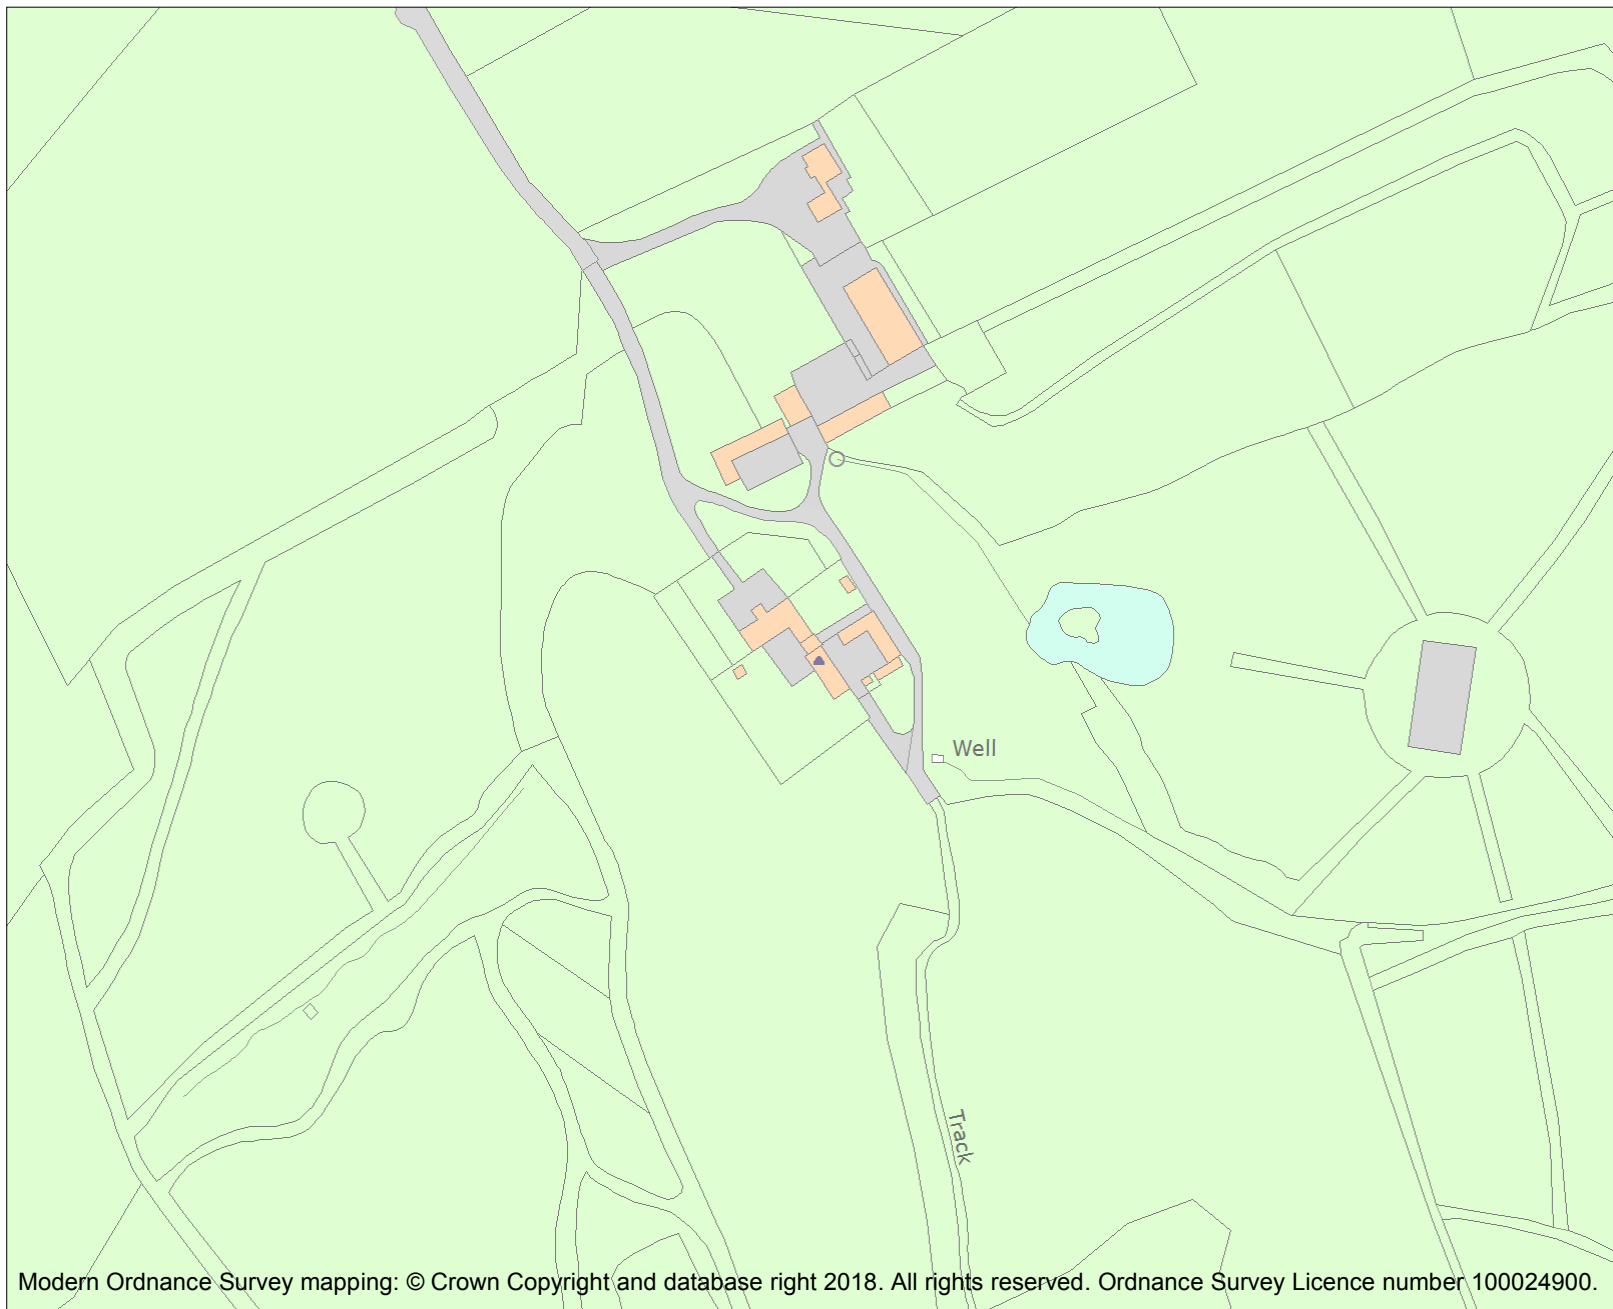 Well
Track
Modern Ordnance Survey mapping: © Crown Copyright and database right 2018. All rights reserved. Ordnance Survey Licence number 100024900.